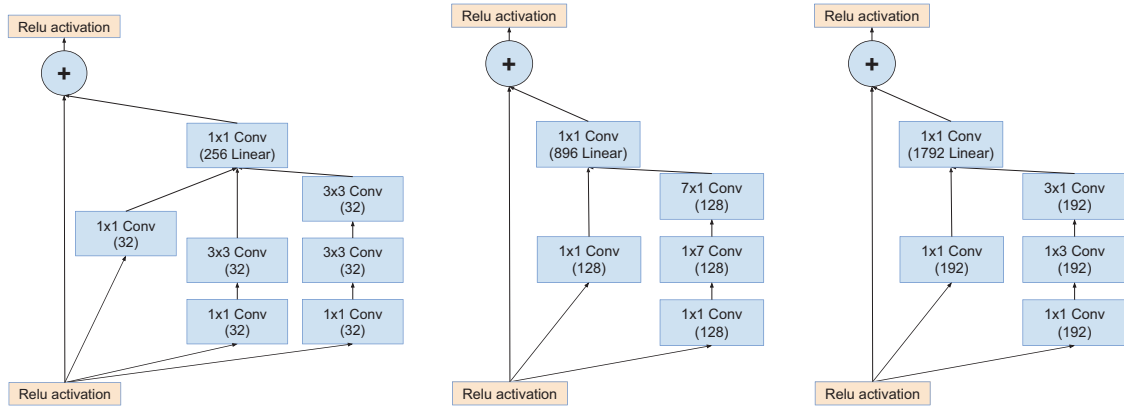 Relu activation
+
1x1 Conv
(256 Linear)
3x3 Conv
(32)
1x1 Conv
(32)
3x3 Conv
(32)
3x3 Conv
(32)
1x1 Conv
(32)
1x1 Conv
(32)
Relu activation
Relu activation
+
1x1 Conv
(896 Linear)
7x1 Conv
(128)
1x1 Conv
(128)
1x7 Conv
(128)
1x1 Conv
(128)
Relu activation
Relu activation
+
1x1 Conv
(1792 Linear)
3x1 Conv
(192)
1x1 Conv
(192)
1x3 Conv
(192)
1x1 Conv
(192)
Relu activation